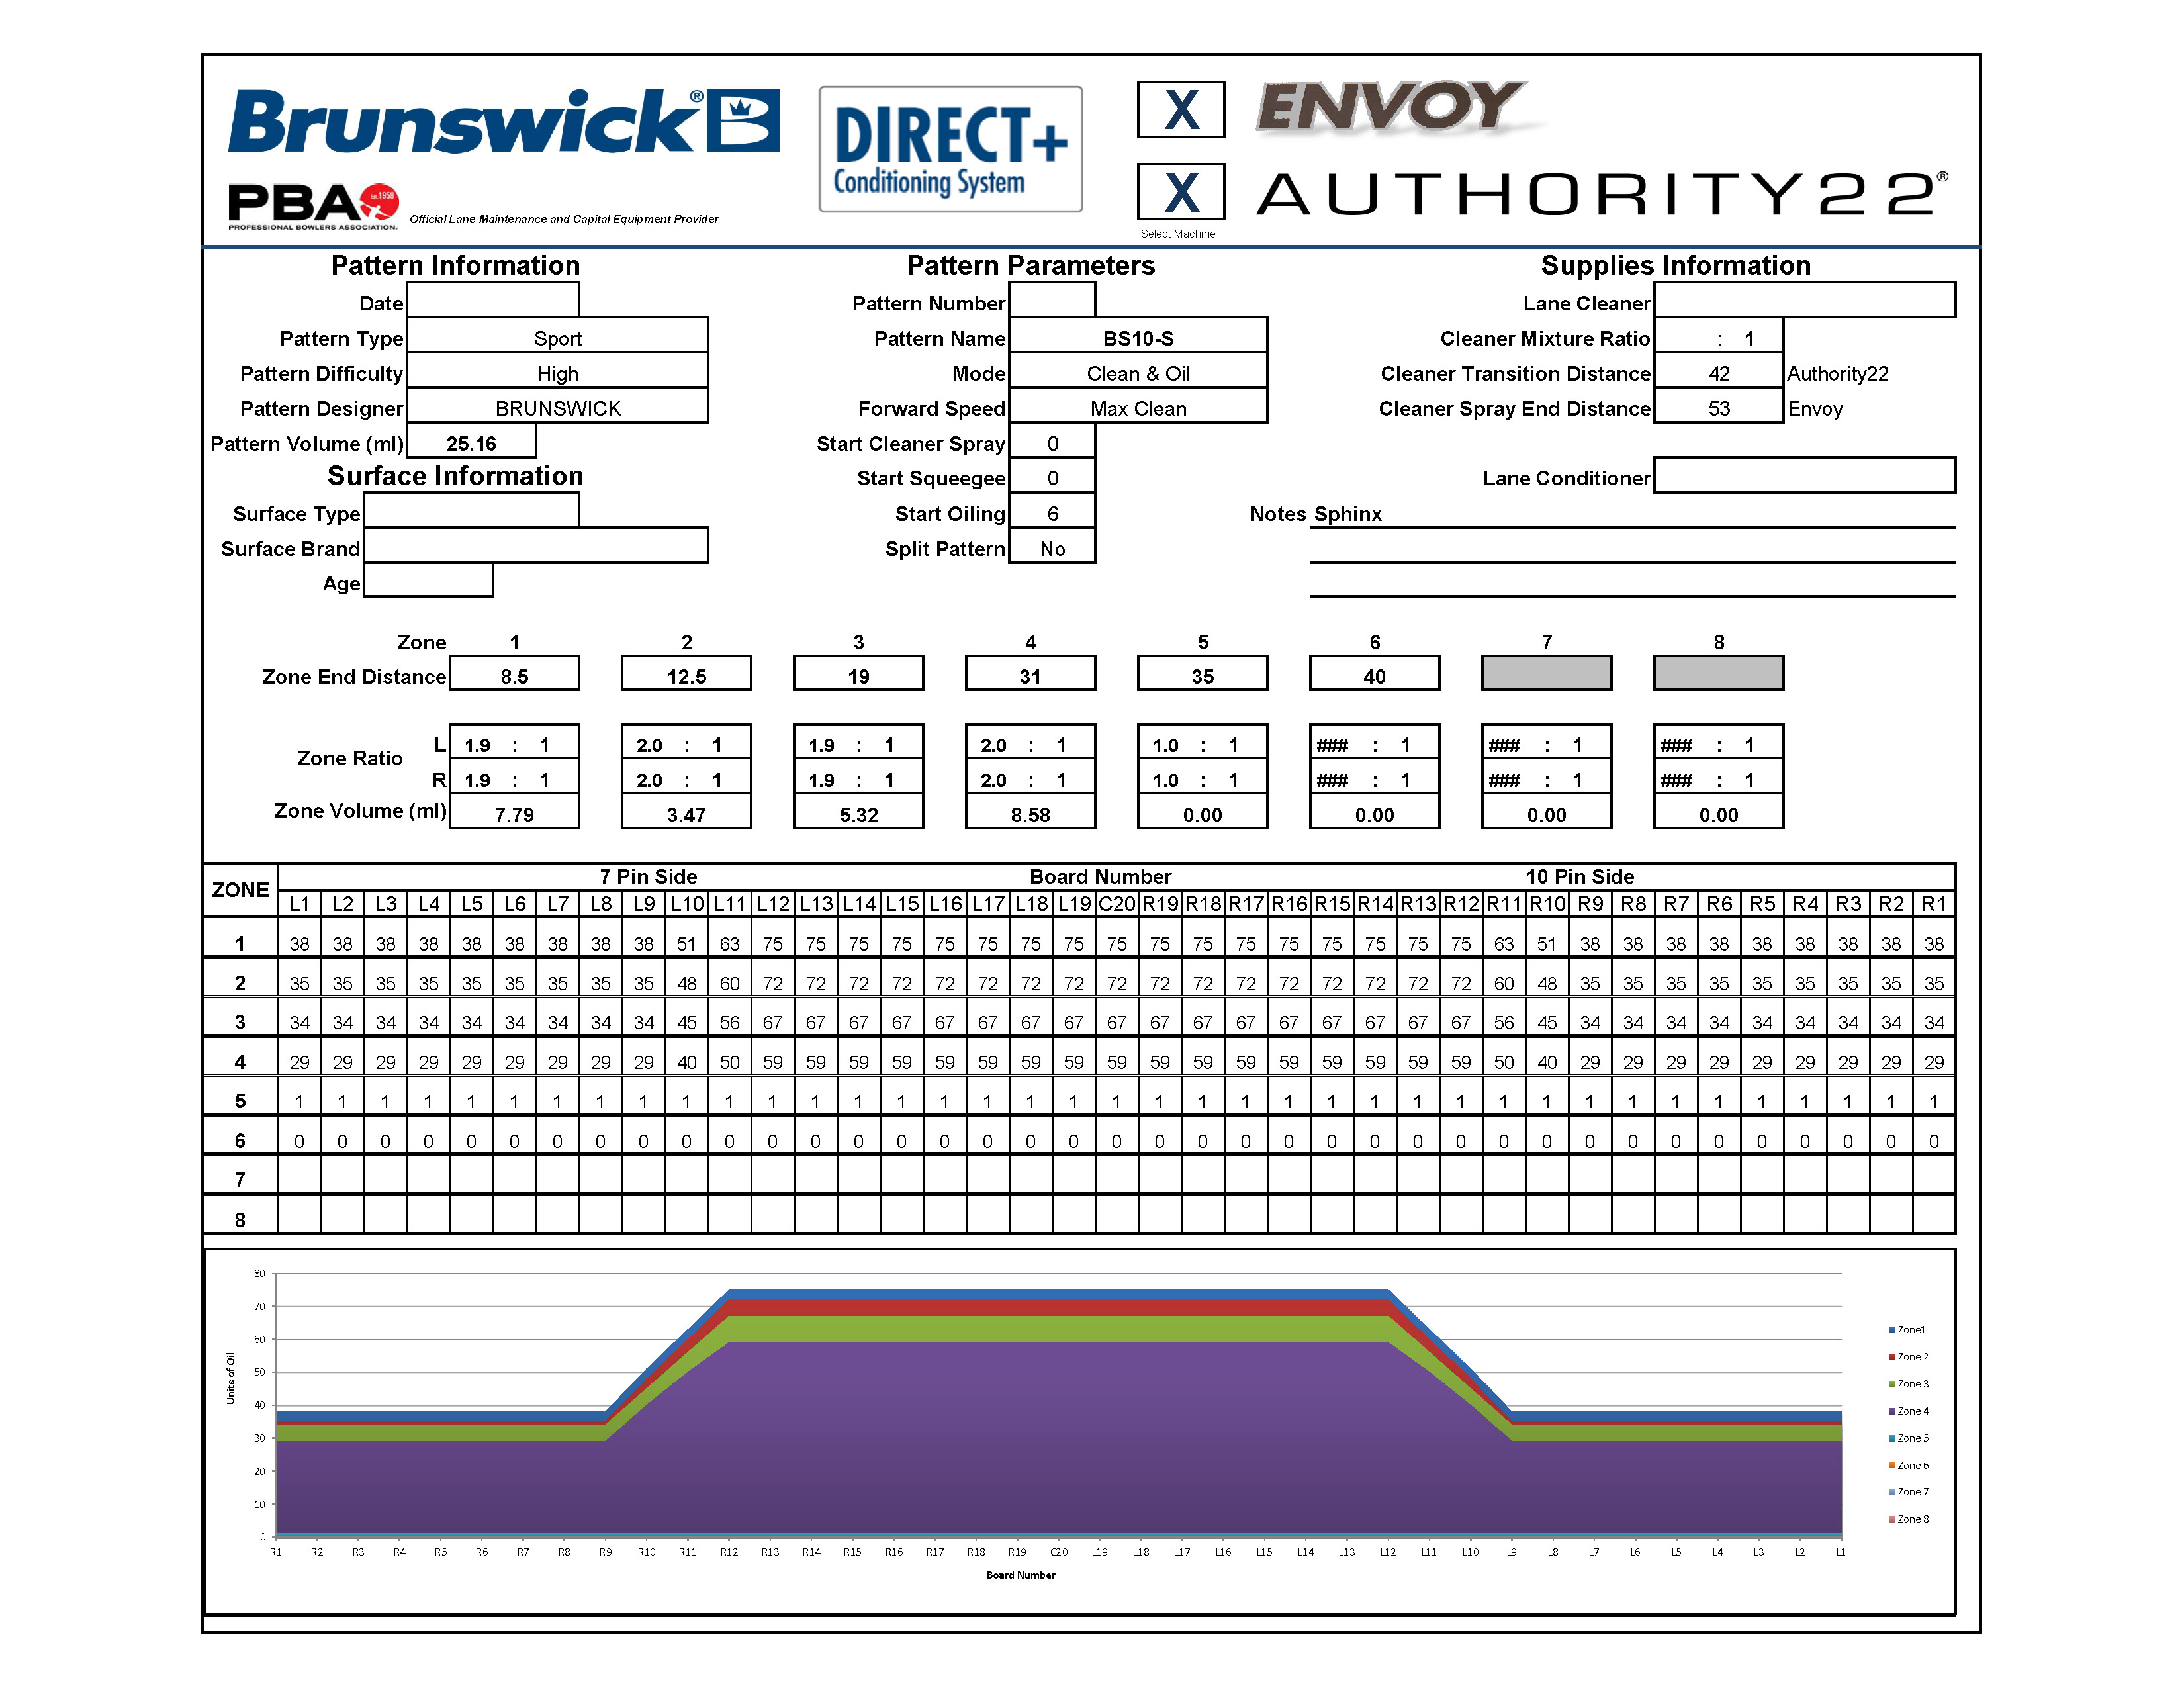 Brunswick® B
DIRECT+
Conditioning System
X ENVOY
X AUTHORITY22®
Select Machine
PBA est.1958
PROFESSIONAL BOWLERS ASSOCIATION.
Official Lane Maintenance and Capital Equipment Provider
Pattern Information
Date
Pattern Type Sport
Pattern Difficulty High
Pattern Designer BRUNSWICK
Pattern Volume (ml) 25.16
Surface Information
Surface Type
Surface Brand
Age
Pattern Parameters
Pattern Number
Pattern Name BS10-S
Mode Clean & Oil
Forward Speed Max Clean
Start Cleaner Spray 0
Start Squeegee 0
Start Oiling 6
Split Pattern No
Supplies Information
Lane Cleaner
Cleaner Mixture Ratio : 1
Cleaner Transition Distance 42 Authority22
Cleaner Spray End Distance 53 Envoy
Lane Conditioner
Notes Sphinx
Zone 1 2 3 4 5 6 7 8
Zone End Distance 8.5 12.5 19 31 35 40
Zone Ratio
L 1.9 : 1 2.0 : 1 1.9 : 1 2.0 : 1 1.0 : 1 ### : 1 ### : 1 ### : 1
R 1.9 : 1 2.0 : 1 1.9 : 1 2.0 : 1 1.0 : 1 ### : 1 ### : 1 ### : 1
Zone Volume (ml) 7.79 3.47 5.32 8.58 0.00 0.00 0.00 0.00
ZONE 7 Pin Side Board Number 10 Pin Side
L1 L2 L3 L4 L5 L6 L7 L8 L9 L10 L11 L12 L13 L14 L15 L16 L17 L18 L19 C20 R19 R18 R17 R16 R15 R14 R13 R12 R11 R10 R9 R8 R7 R6 R5 R4 R3 R2 R1
1 38 38 38 38 38 38 38 38 38 51 63 75 75 75 75 75 75 75 75 75 75 75 75 75 75 75 75 75 63 51 38 38 38 38 38 38 38 38 38
2 35 35 35 35 35 35 35 35 35 48 60 72 72 72 72 72 72 72 72 72 72 72 72 72 72 72 72 72 60 48 35 35 35 35 35 35 35 35 35
3 34 34 34 34 34 34 34 34 34 45 56 67 67 67 67 67 67 67 67 67 67 67 67 67 67 67 67 67 56 45 34 34 34 34 34 34 34 34 34
4 29 29 29 29 29 29 29 29 29 40 50 59 59 59 59 59 59 59 59 59 59 59 59 59 59 59 59 59 50 40 29 29 29 29 29 29 29 29 29
5 1 1 1 1 1 1 1 1 1 1 1 1 1 1 1 1 1 1 1 1 1 1 1 1 1 1 1 1 1 1 1 1 1 1 1 1 1 1 1
6 0 0 0 0 0 0 0 0 0 0 0 0 0 0 0 0 0 0 0 0 0 0 0 0 0 0 0 0 0 0 0 0 0 0 0 0 0 0 0
7
8
Units of Oil
80
70
60
50
40
30
20
10
0
R1 R2 R3 R4 R5 R6 R7 R8 R9 R10 R11 R12 R13 R14 R15 R16 R17 R18 R19 C20 L19 L18 L17 L16 L15 L14 L13 L12 L11 L10 L9 L8 L7 L6 L5 L4 L3 L2 L1
Board Number
Zone1
Zone 2
Zone 3
Zone 4
Zone 5
Zone 6
Zone 7
Zone 8